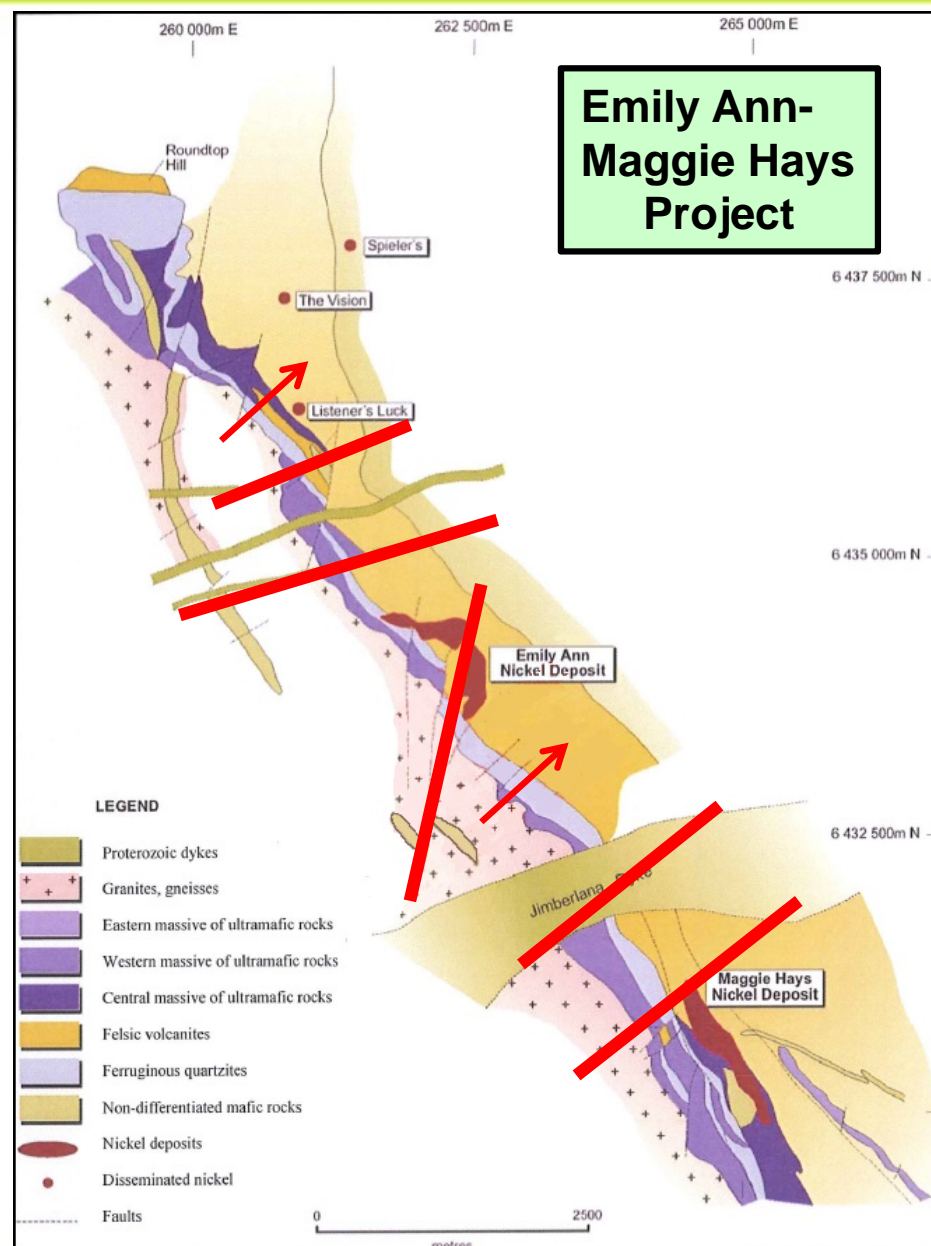 260 000m E
262 500m E
265 000m E
Emily Ann-
Maggie Hays
Project
Roundtop
Hill
Spieler's
6 437 500m N
The Vision
Listener's Luck
6 435 000m N
Emily Ann
Nickel Deposit
LEGEND
6 432 500m N
Proterozoic dykes
Granites, gneisses
Jimberlana
Eastern massive of ultramafic rocks
Western massive of ultramafic rocks
Maggie Hays
Nickel Deposit
Central massive of ultramafic rocks
Felsic volcanites
Ferruginous quartzites
Non-differentiated mafic rocks
Nickel deposits
Disseminated nickel
Faults
0
2500
metres